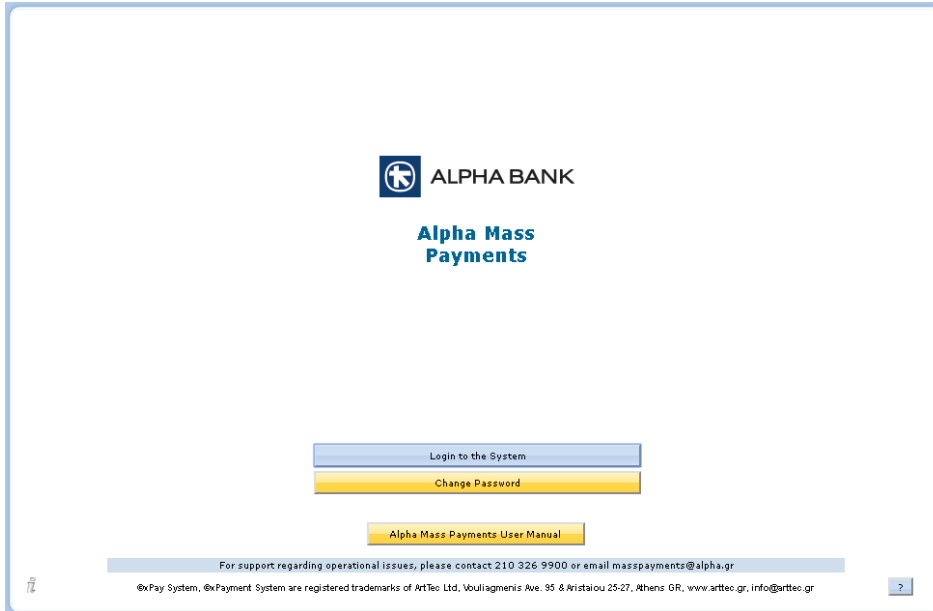 ALPHA BANK
Alpha Mass
Payments
Login to the System
Change Password
Alpha Mass Payments User Manual
For support regarding operational issues, please contact 210 326 9900 or email masspayments@alpha.gr
®xPay System, ®xPayment System are registered trademarks of ArtTec Ltd, Vouliagmenis Ave. 95 & Aristaiou 25-27, Athens GR, www.arttec.gr, info@arttec.gr
?